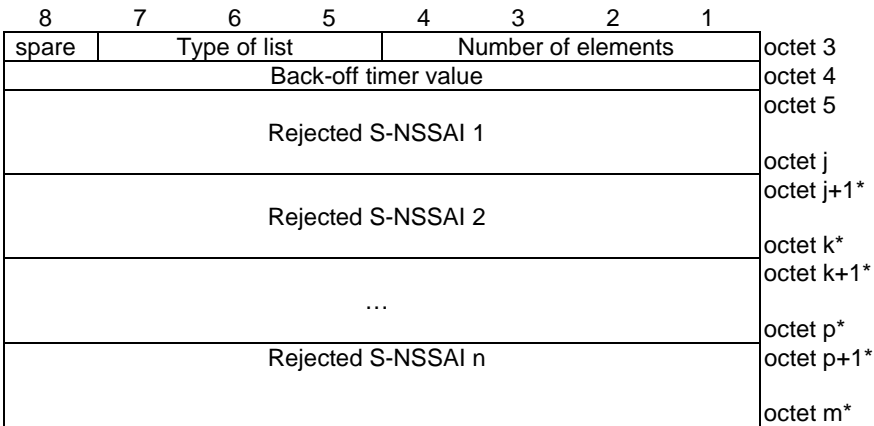 8 7 6 5 4 3 2 1
spare Type of list Number of elements octet 3
Back-off timer value octet 4
octet 5
Rejected S-NSSAI 1
octet j
octet j+1*
Rejected S-NSSAI 2
octet k*
octet k+1*
…
octet p*
Rejected S-NSSAI n octet p+1*
octet m*